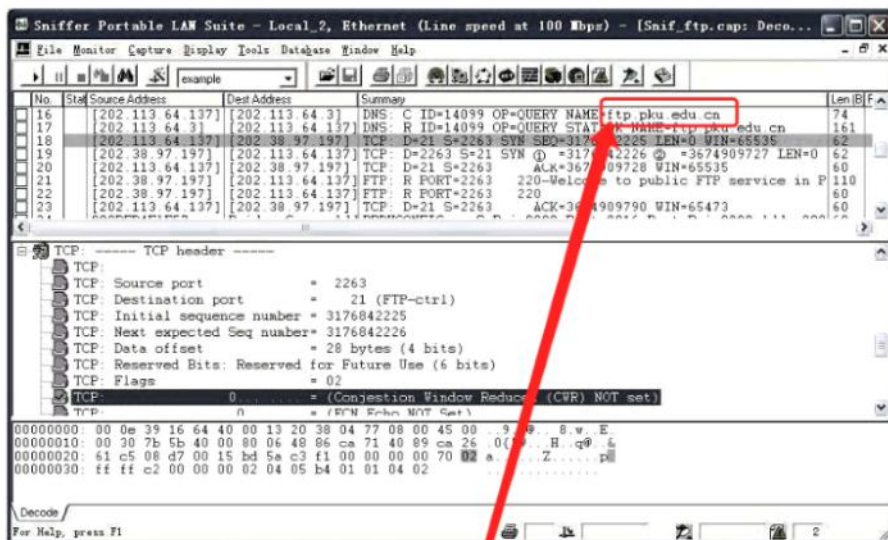 Sniffer Portable LAN Suite - Local_2, Ethernet (Line speed at 100 Mbps) - [Snif_ftp.cap: Deco...
File Monitor Capture Display Tools Database Window Help
example
No. Stat Source Address Dest Address Summary Len (B F
16 [202.113.64.137] [202.113.64.3] DNS: C ID=14099 OP=QUERY NAME=ftp.pku.edu.cn 74
17 [202.113.64.3] [202.113.64.137] DNS: R ID=14099 OP=QUERY STAT=OK NAME=ftp.pku.edu.cn 161
18 [202.113.64.137] [202.38.97.197] TCP: D=21 S=2263 SYN SEQ=3176842225 LEN=0 WIN=65535 62
19 [202.38.97.197] [202.113.64.137] TCP: D=2263 S=21 SYN ① =3176842226 ② =3674909727 LEN=0 62
20 [202.113.64.137] [202.38.97.197] TCP: D=21 S=2263 ACK=3674909728 WIN=65535 60
21 [202.38.97.197] [202.113.64.137] FTP: R PORT=2263 220-Welcome to public FTP service in P 110
22 [202.38.97.197] [202.113.64.137] FTP: R PORT=2263 220 60
23 [202.113.64.137] [202.38.97.197] TCP: D=21 S=2263 ACK=3674909790 WIN=65473 60
TCP: ----- TCP header -----
TCP:
TCP: Source port = 2263
TCP: Destination port = 21 (FTP-ctrl)
TCP: Initial sequence number = 3176842225
TCP: Next expected Seq number= 3176842226
TCP: Data offset = 28 bytes (4 bits)
TCP: Reserved Bits: Reserved for Future Use (6 bits)
TCP: Flags = 02
TCP: 0... .... = (Conjestion Window Reduced (CWR) NOT set)
00000000: 00 0e 39 16 64 40 00 13 20 38 04 77 08 00 45 00
00000010: 00 30 7b 5b 40 00 80 06 48 86 ca 71 40 89 ca 26
00000020: 61 c5 08 d7 00 15 bd 5a c3 f1 00 00 00 00 70 02
00000030: ff ff c2 00 00 00 02 04 05 b4 01 01 04 02
Decode
For Help, press F1 2